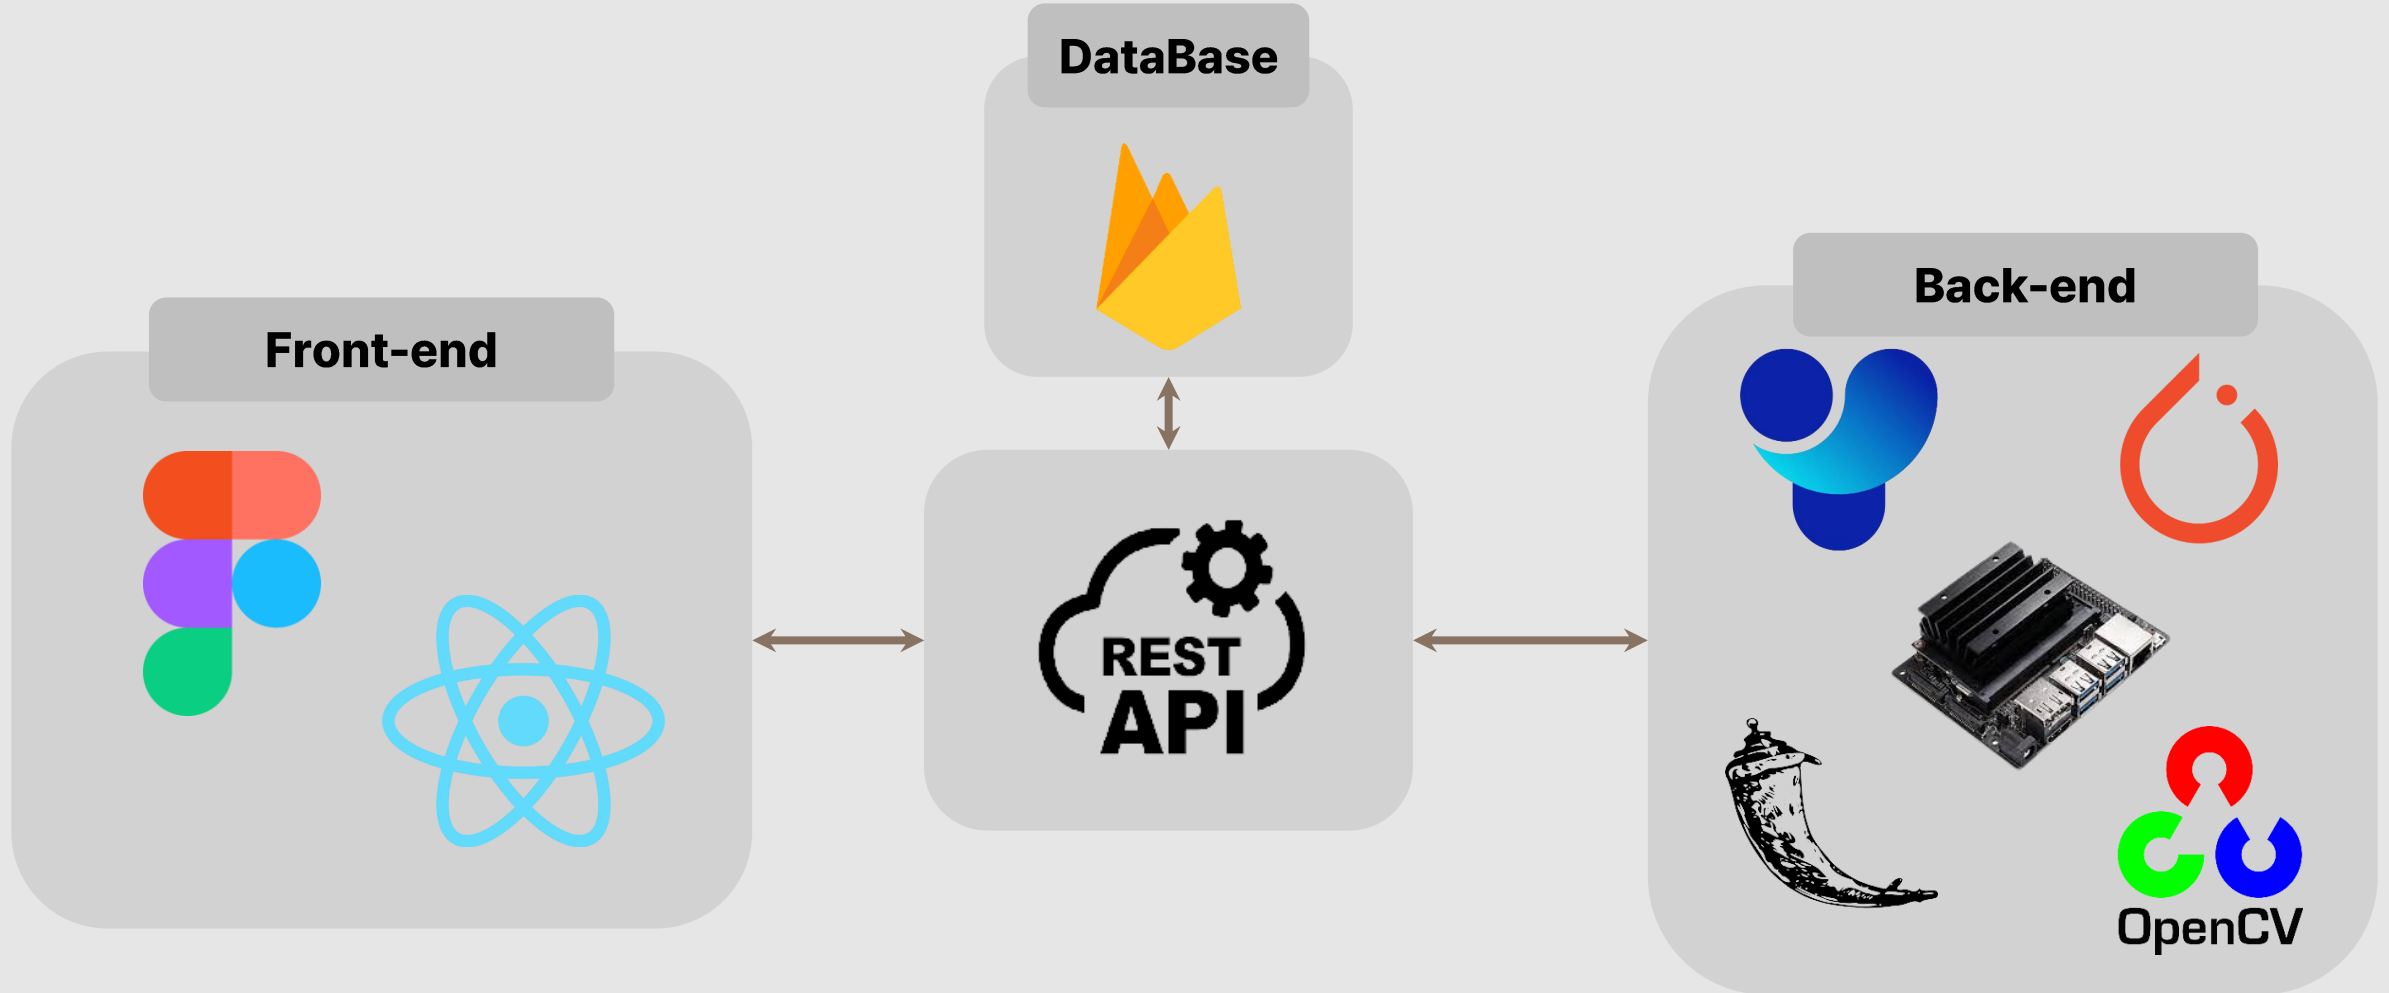 DataBase
Front-end
Back-end
REST
API
OpenCV